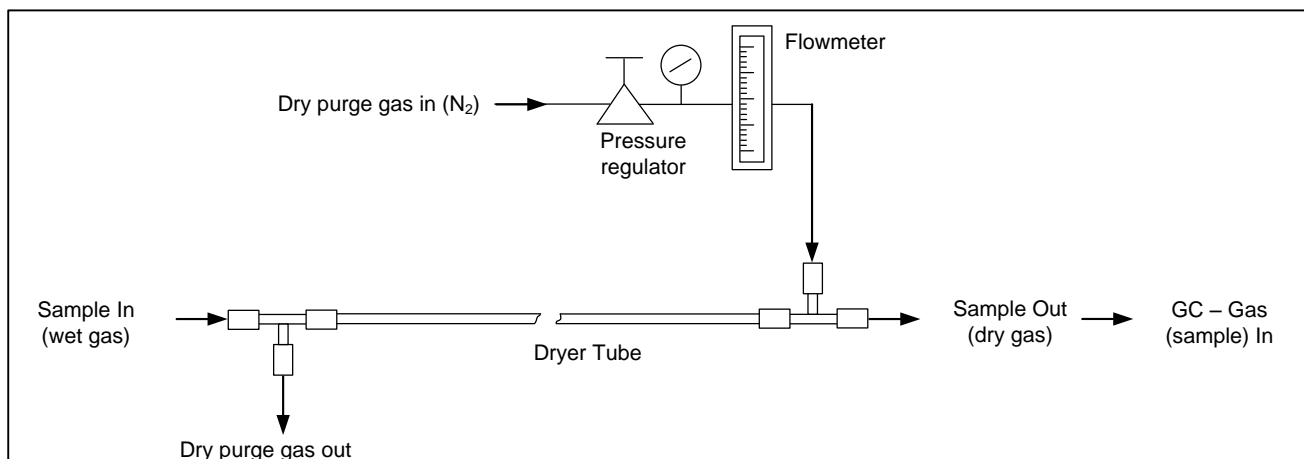 Flowmeter
Dry purge gas in (N₂)
Pressure
regulator
Sample In
(wet gas)
Sample Out
(dry gas)
GC – Gas
(sample) In
Dryer Tube
Dry purge gas out